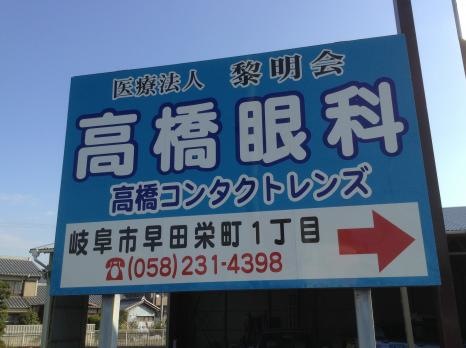 医療法人 黎明会
高橋眼科
高橋コンタクトレンズ
岐阜市早田栄町1丁目
☎(058)231-4398